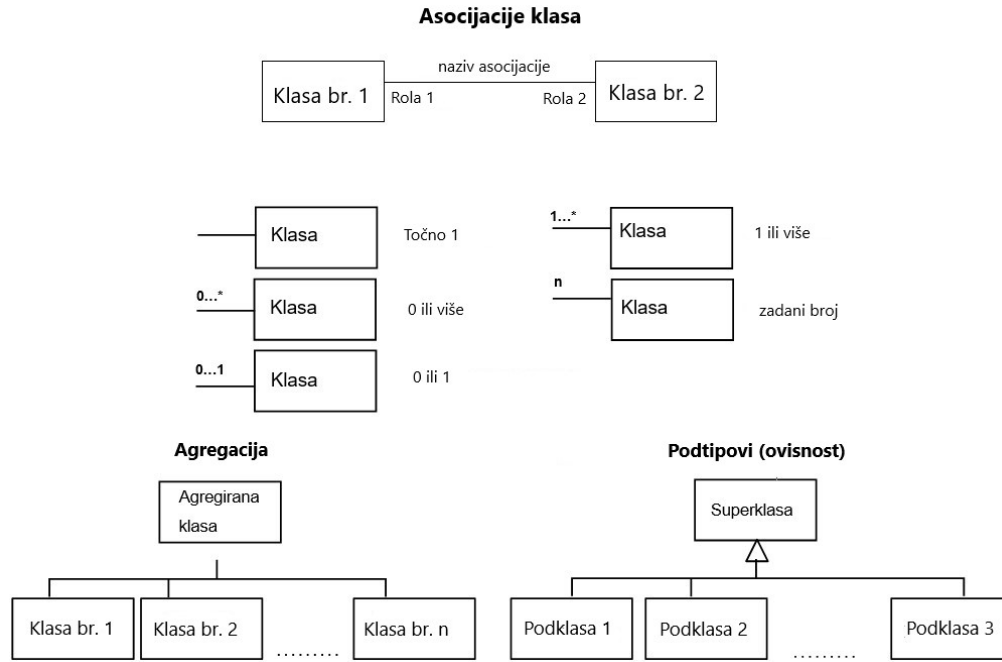 Asocijacije klasa
naziv asocijacije
Klasa br. 1
Rola 1
Rola 2
Klasa br. 2
Klasa
Točno 1
0...*
Klasa
0 ili više
0...1
Klasa
0 ili 1
1...*
Klasa
1 ili više
n
Klasa
zadani broj
Agregacija
Agregirana
klasa
Klasa br. 1
Klasa br. 2
.........
Klasa br. n
Podtipovi (ovisnost)
Superklasa
Podklasa 1
Podklasa 2
.........
Podklasa 3